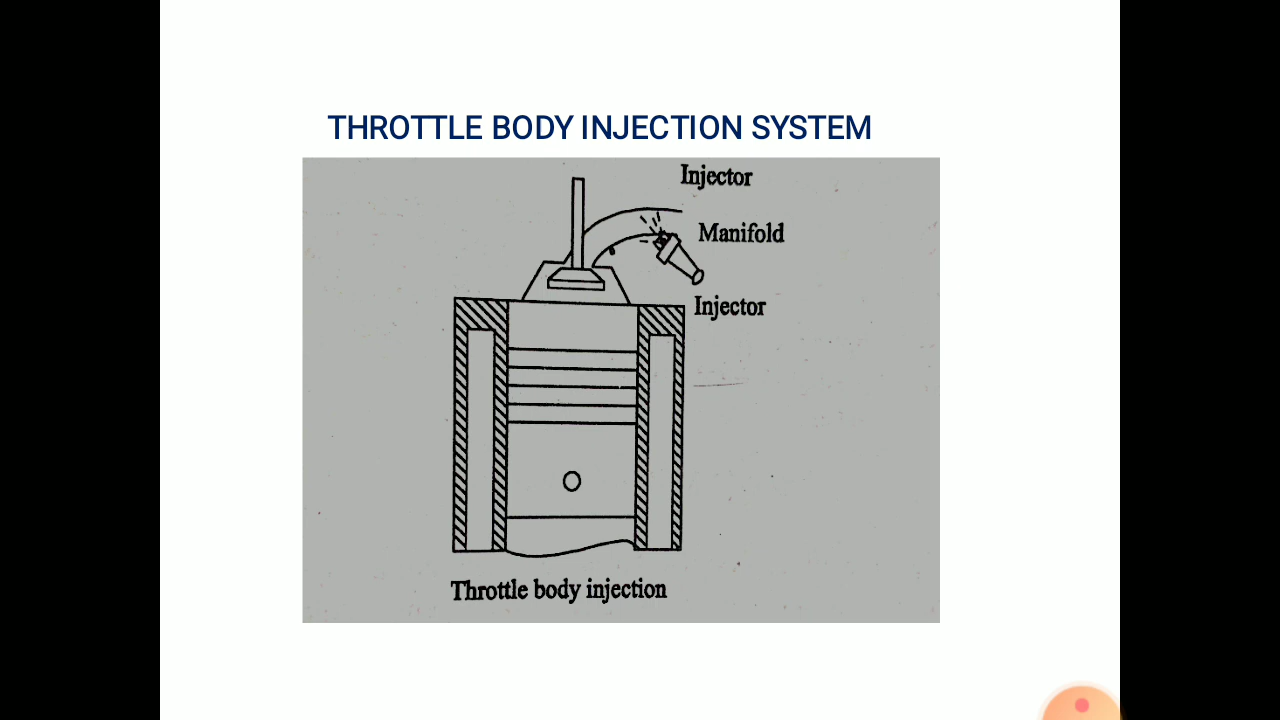 THROTTLE BODY INJECTION SYSTEM
Injector
Manifold
Injector
Throttle body injection